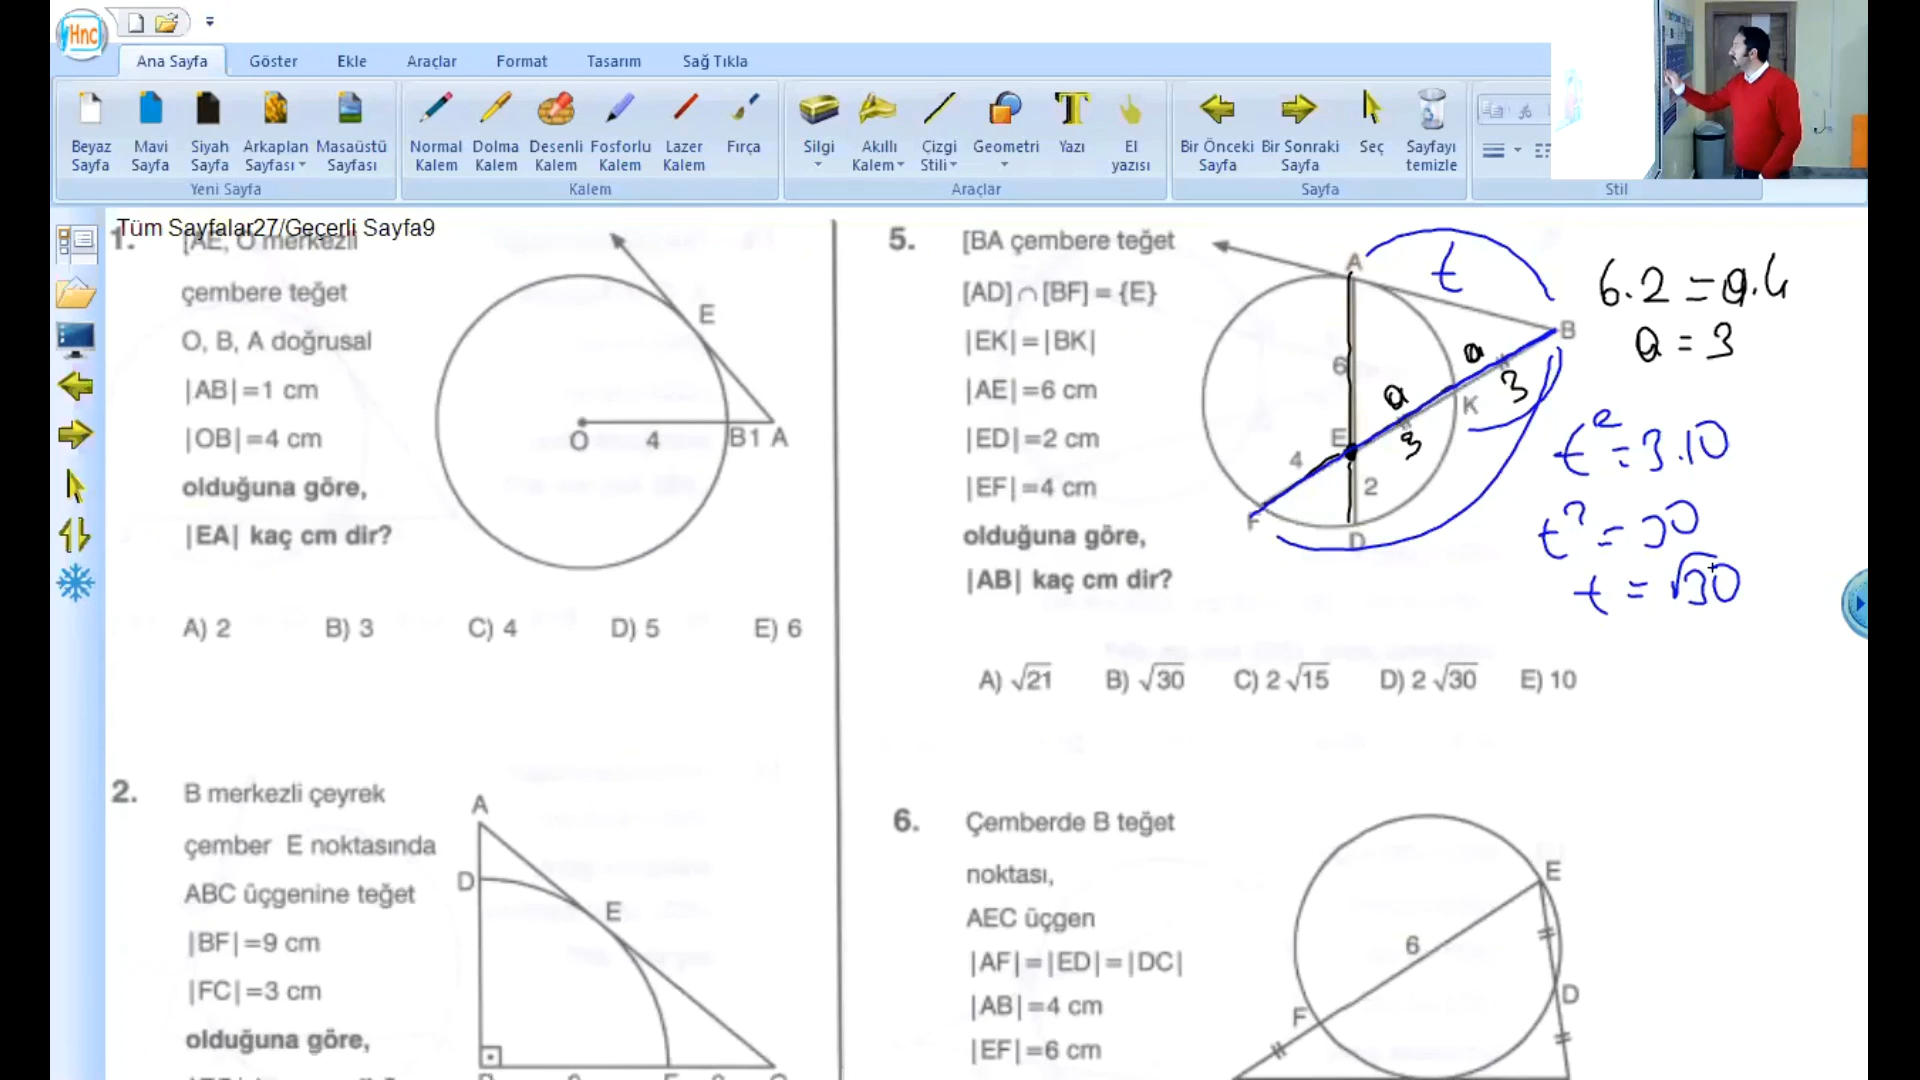 Hnc
Ana Sayfa Göster Ekle Araçlar Format Tasarım Sağ Tıkla
Beyaz Sayfa Mavi Sayfa Siyah Sayfa Arkaplan Sayfası Masaüstü Sayfası
Normal Kalem Dolma Kalem Desenli Kalem Fosforlu Kalem Lazer Kalem Fırça
Silgi Akıllı Kalem Çizgi Stili Geometri Yazı El yazısı
Bir Önceki Sayfa Bir Sonraki Sayfa Seç Sayfayı temizle
Yeni Sayfa Kalem Araçlar Sayfa Stil
Tüm Sayfalar27/Geçerli Sayfa9
1. [AE, O merkezli
çembere teğet
O, B, A doğrusal
|AB|=1 cm
|OB|=4 cm
olduğuna göre,
|EA| kaç cm dir?
E
O 4 B 1 A
A) 2 B) 3 C) 4 D) 5 E) 6
2. B merkezli çeyrek
çember E noktasında
ABC üçgenine teğet
|BF|=9 cm
|FC|=3 cm
olduğuna göre,
A
D
E
5. [BA çembere teğet
[AD]∩[BF]={E}
|EK|=|BK|
|AE|=6 cm
|ED|=2 cm
|EF|=4 cm
olduğuna göre,
|AB| kaç cm dir?
A t
B
6 a
a 3
K
E 3
4
2
F
D
6.2=a.4
a=3
t²=3.10
t²=30
t=√30
A) √21 B) √30 C) 2√15 D) 2√30 E) 10
6. Çemberde B teğet
noktası,
AEC üçgen
|AF|=|ED|=|DC|
|AB|=4 cm
|EF|=6 cm
E
6
D
F